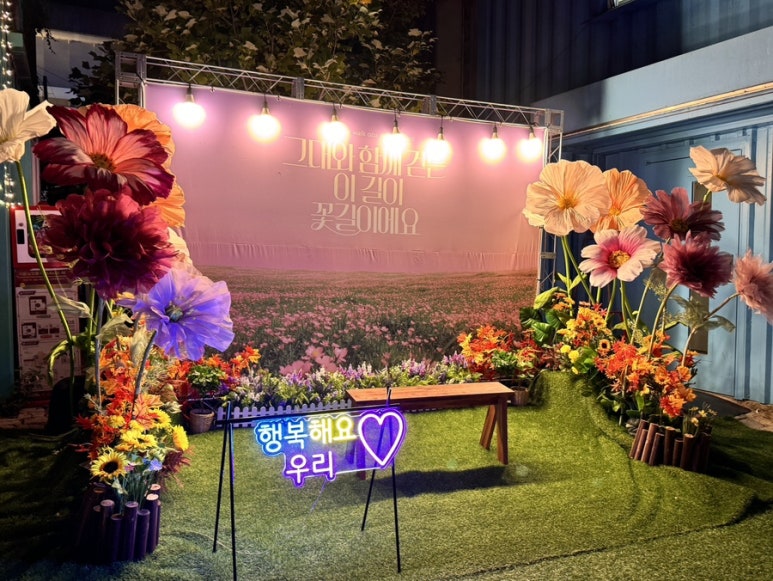 그대와 함께 걷는
이 길이
꽃길이에요
행복해요
우리